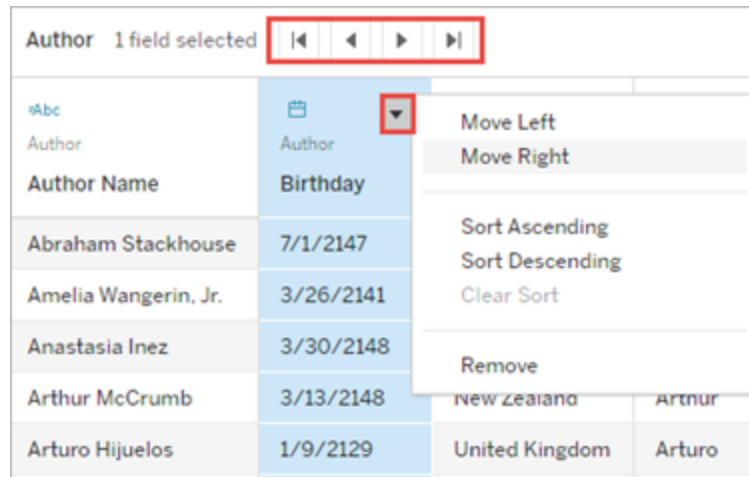 Author 1 field selected
Abc
Author
Author Name
Author
Birthday
Move Left
Move Right
Sort Ascending
Sort Descending
Clear Sort
Remove
Abraham Stackhouse 7/1/2147
Amelia Wangerin, Jr. 3/26/2141
Anastasia Inez 3/30/2148
Arthur McCrumb 3/13/2148 New Zealand Arthur
Arturo Hijuelos 1/9/2129 United Kingdom Arturo